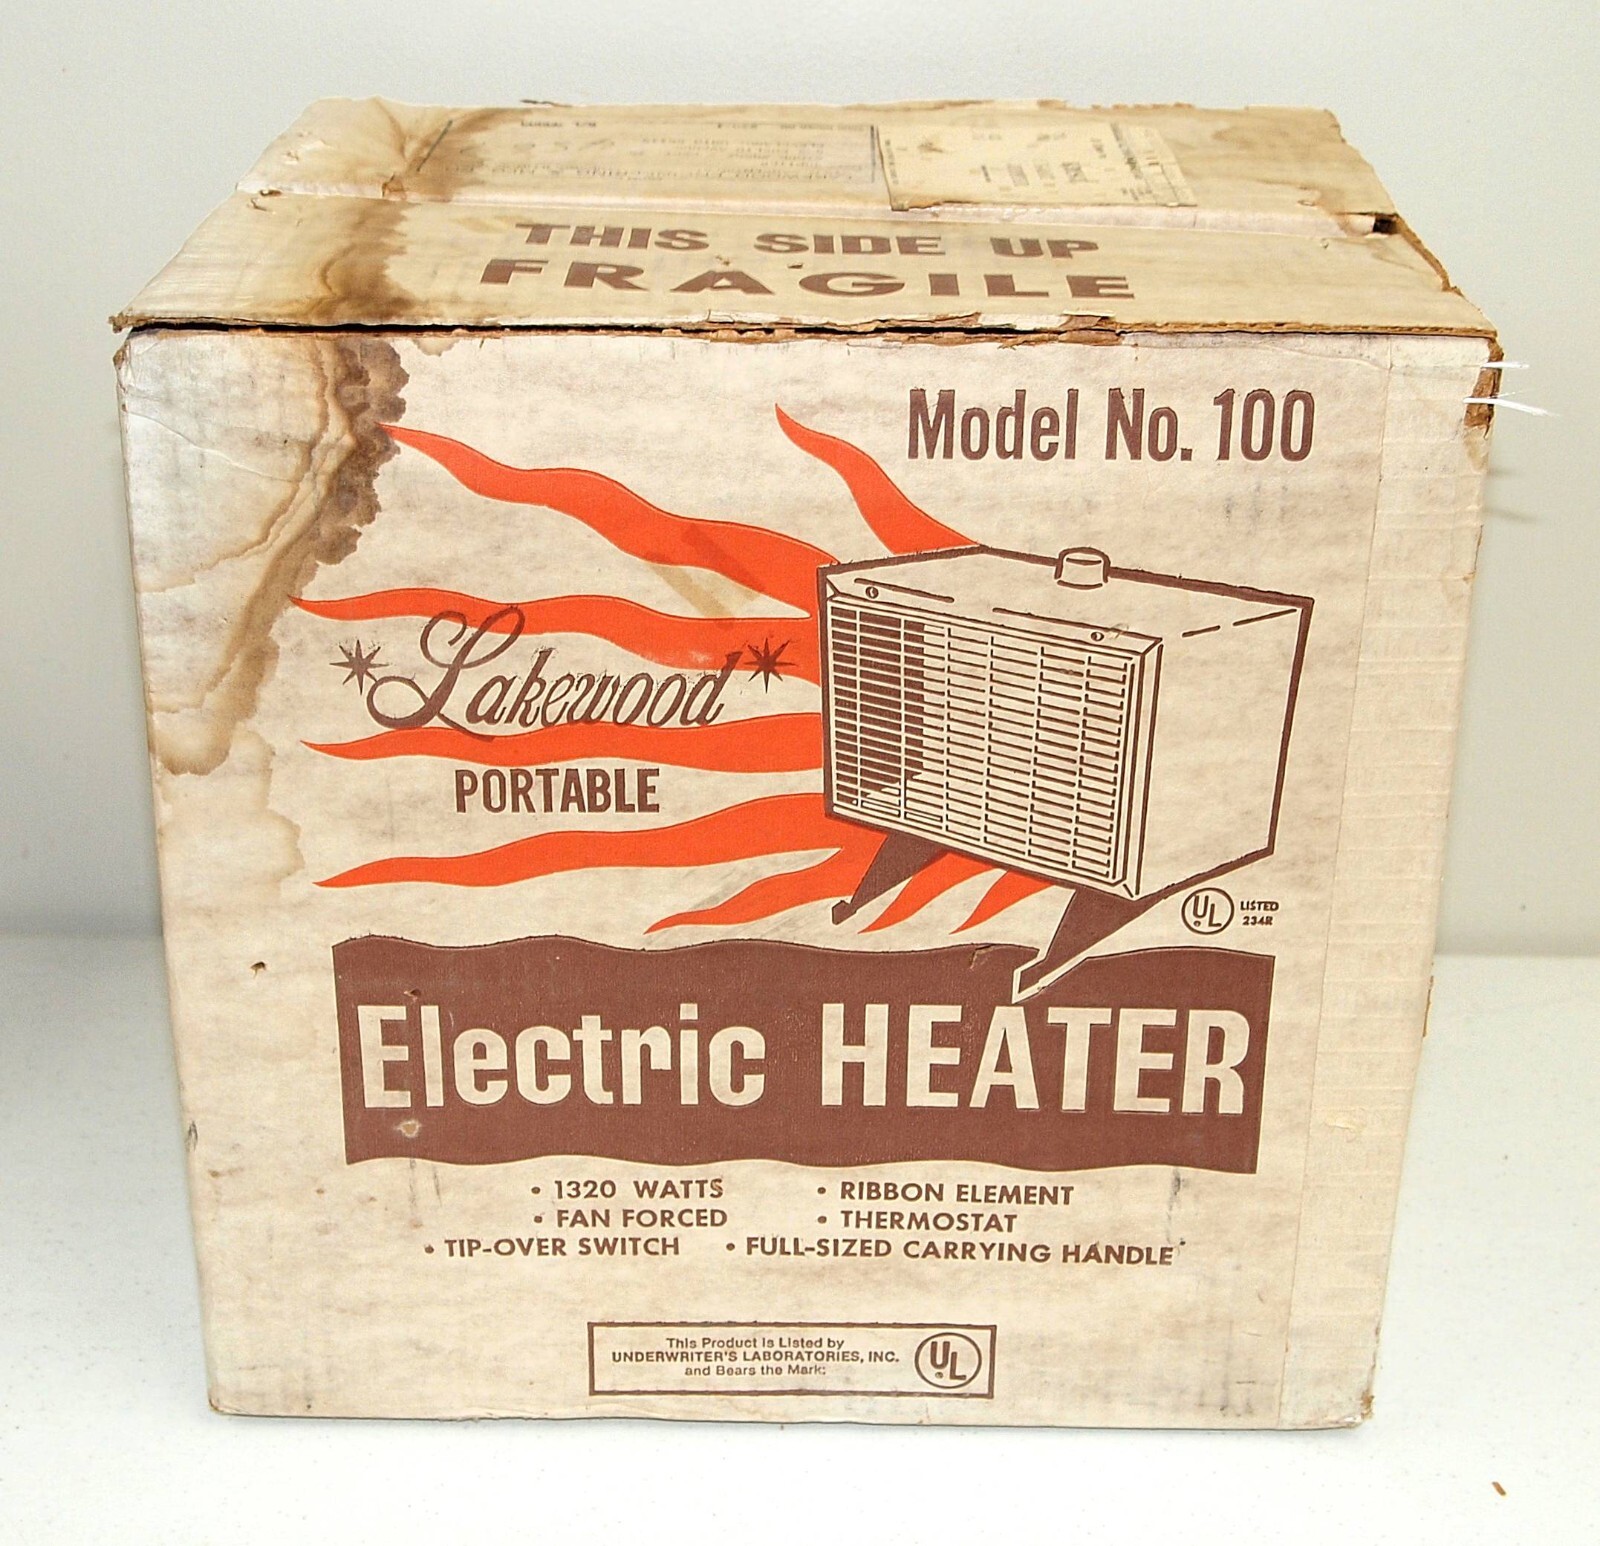 THIS SIDE UP
FRAGILE
Model No. 100
Lakewood
PORTABLE
UL LISTED
234R
Electric HEATER
• 1320 WATTS • RIBBON ELEMENT
• FAN FORCED • THERMOSTAT
• TIP-OVER SWITCH • FULL-SIZED CARRYING HANDLE
This Product is Listed by
UNDERWRITER'S LABORATORIES, INC.
and Bears the Mark:
UL